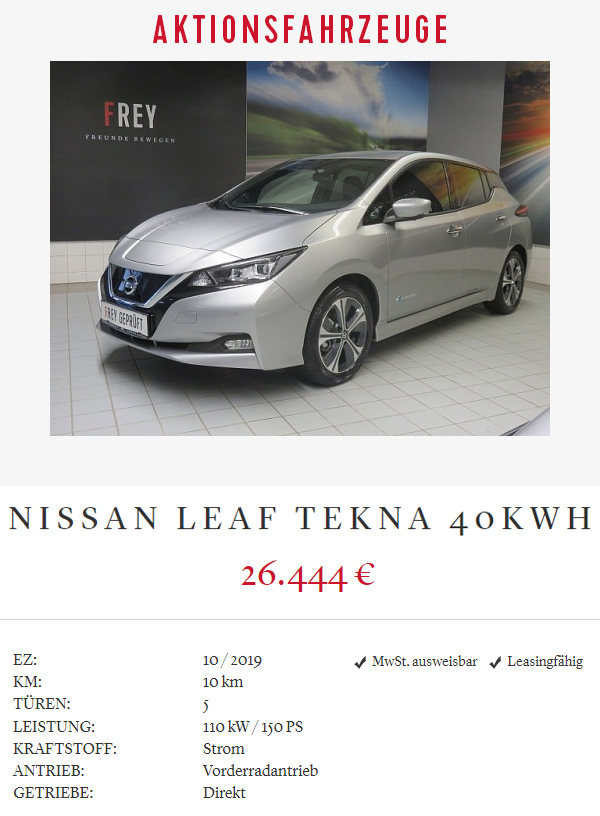 AKTIONSFAHRZEUGE
FREY
FREUNDE BEWEGEN
FREY GEPRÜFT
NISSAN LEAF TEKNA 40KWH
26.444 €
EZ: 10 / 2019 MwSt. ausweisbar Leasingfähig
KM: 10 km
TÜREN: 5
LEISTUNG: 110 kW / 150 PS
KRAFTSTOFF: Strom
ANTRIEB: Vorderradantrieb
GETRIEBE: Direkt